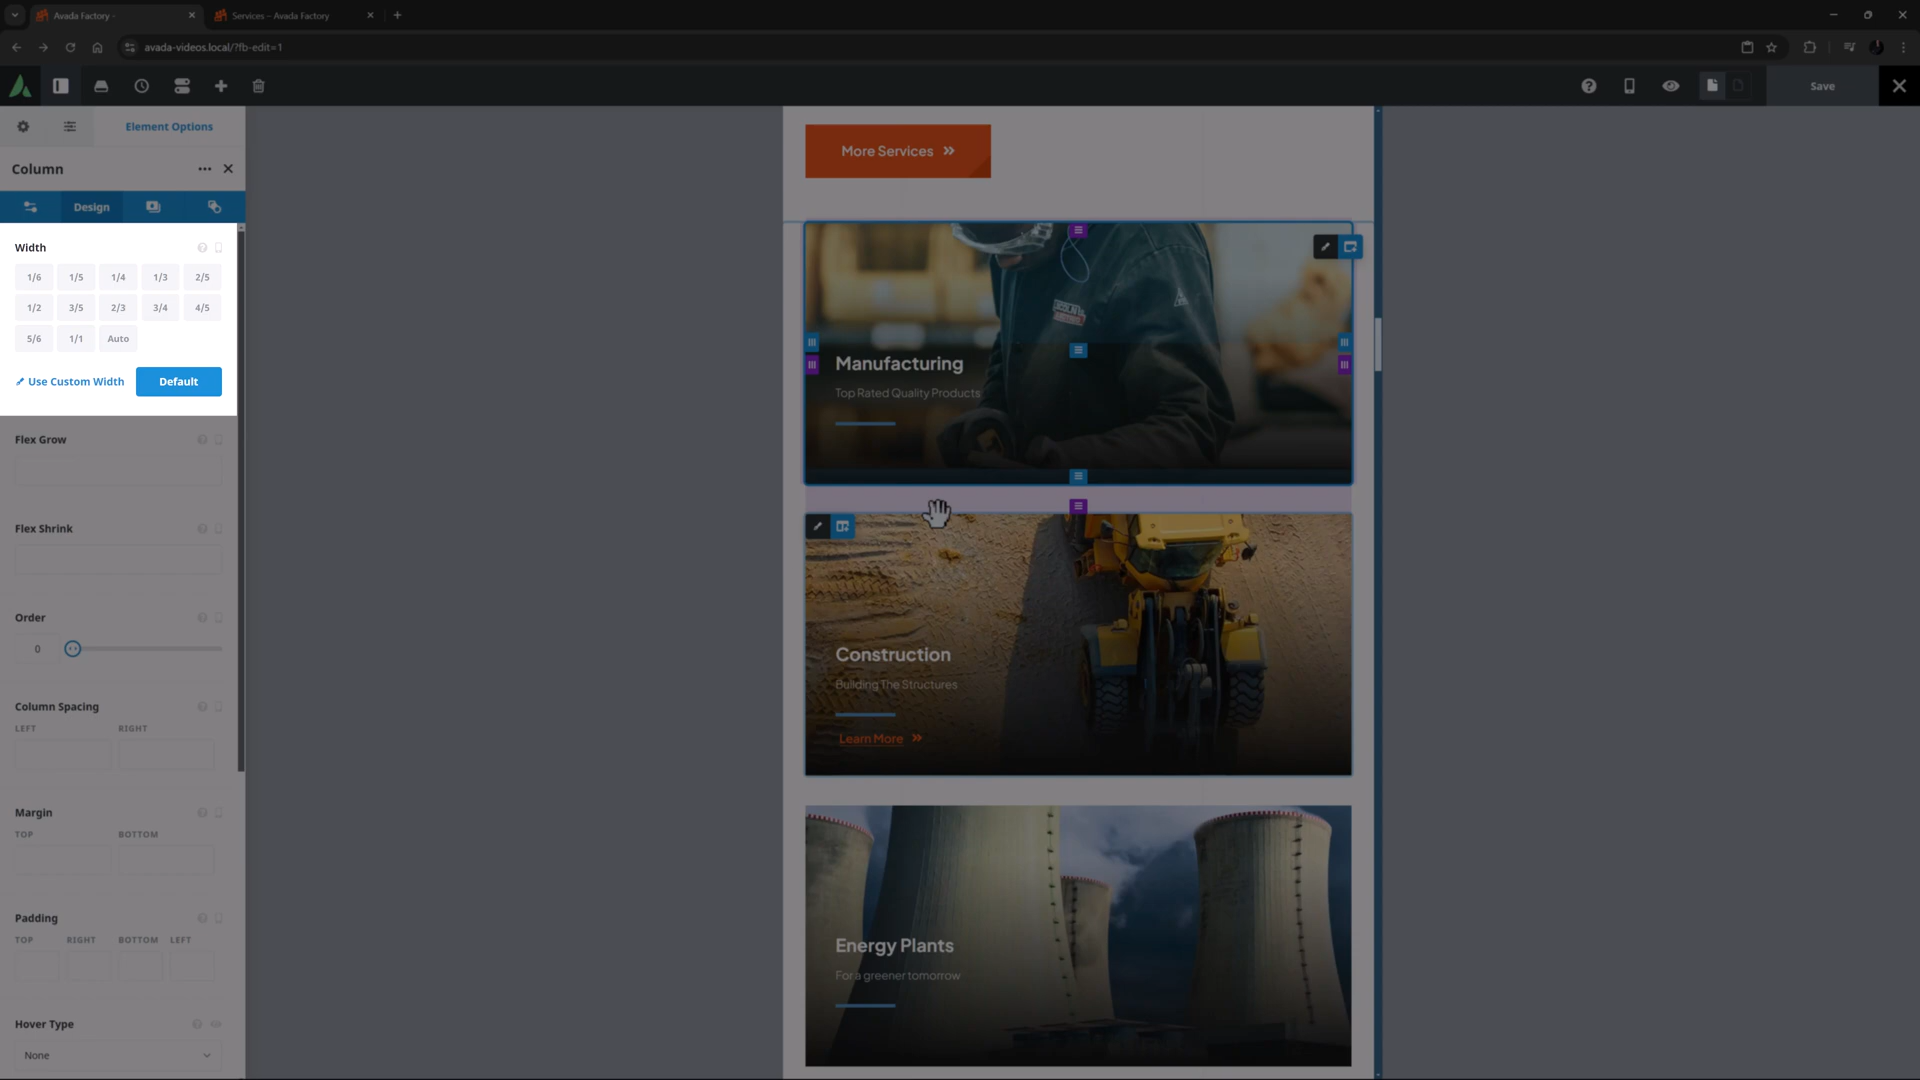 Avada Factory -
Services – Avada Factory
avada-videos.local/?fb-edit=1
Save
Element Options
Column
Design
Width
1/6 1/5 1/4 1/3 2/5
1/2 3/5 2/3 3/4 4/5
5/6 1/1 Auto
Use Custom Width Default
Flex Grow
Flex Shrink
Order
0
Column Spacing
LEFT RIGHT
Margin
TOP BOTTOM
Padding
TOP RIGHT BOTTOM LEFT
Hover Type
None
More Services
Manufacturing
Top Rated Quality Products
Construction
Building The Structures
Learn More
Energy Plants
For a greener tomorrow